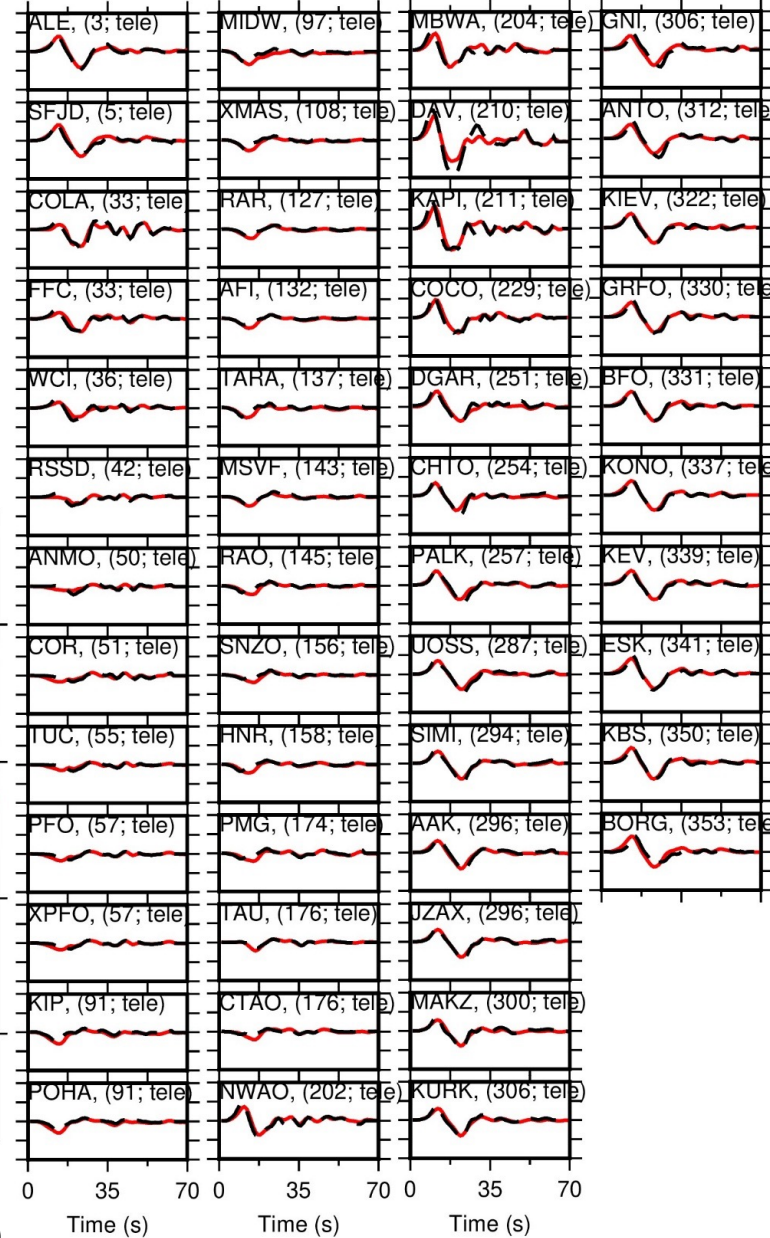 ALE, (3; tele)
SFJD, (5; tele)
COLA, (33; tele)
FFC, (33; tele)
WCI, (36; tele)
RSSD, (42; tele)
ANMO, (50; tele)
COR, (51; tele)
TUC, (55; tele)
PFO, (57; tele)
XPFO, (57; tele)
KIP, (91; tele)
POHA, (91; tele)
0 35 70
Time (s)
MIDW, (97; tele)
XMAS, (108; tele)
RAR, (127; tele)
AFI, (132; tele)
TARA, (137; tele)
MSVF, (143; tele)
RAO, (145; tele)
SNZO, (156; tele)
HNR, (158; tele)
PMG, (174; tele)
TAU, (176; tele)
CTAO, (176; tele)
NWAO, (202; tele)
0 35 70
Time (s)
MBWA, (204; tele)
DAV, (210; tele)
KAPI, (211; tele)
COCO, (229; tele)
DGAR, (251; tele)
CHTO, (254; tele)
PALK, (257; tele)
UOSS, (287; tele)
SIMI, (294; tele)
AAK, (296; tele)
JZAX, (296; tele)
MAKZ, (300; tele)
KURK, (306; tele)
0 35 70
Time (s)
GNI, (306; tele)
ANTO, (312; tele
KIEV, (322; tele)
GRFO, (330; tele
BFO, (331; tele)
KONO, (337; tele
KEV, (339; tele)
ESK, (341; tele)
KBS, (350; tele)
BORG, (353; tele